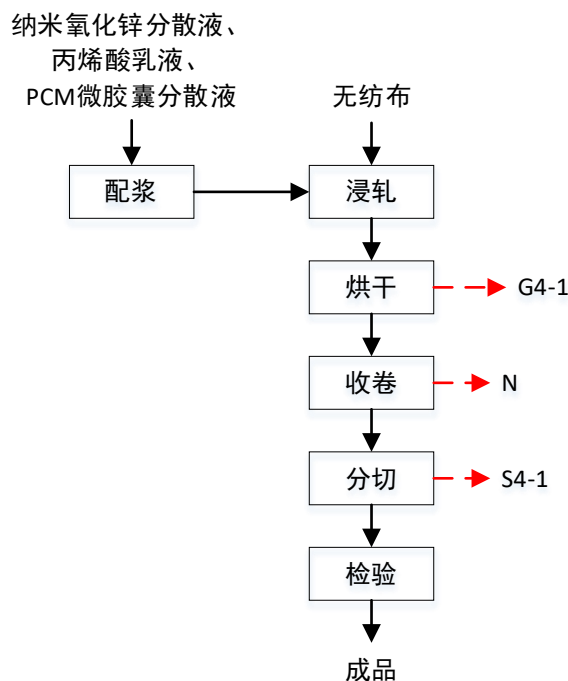 纳米氧化锌分散液、
丙烯酸乳液、
PCM微胶囊分散液
无纺布
配浆
浸轧
烘干
G4-1
收卷
N
分切
S4-1
检验
成品